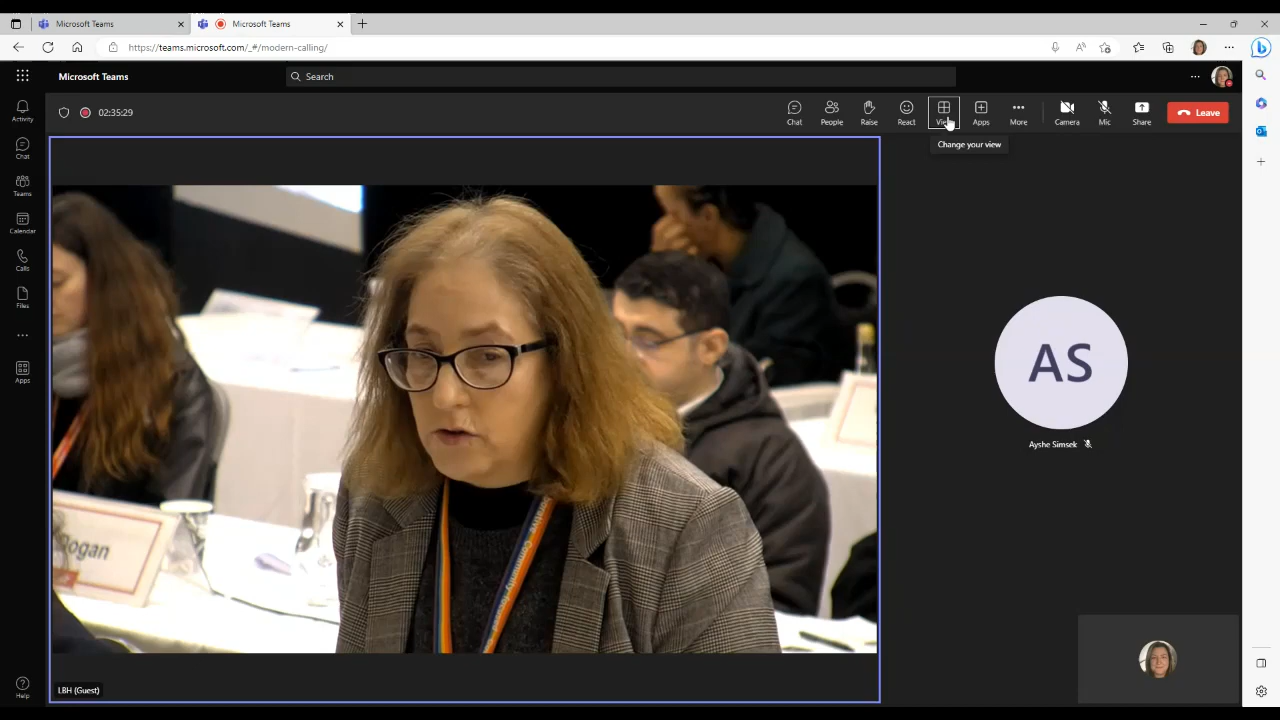 Microsoft Teams
Microsoft Teams
https://teams.microsoft.com/_#/modern-calling/
Microsoft Teams
Search
Activity
Chat
Teams
Calendar
Calls
Files
Apps
Help
02:35:29
Chat
People
Raise
React
View
Apps
More
Camera
Mic
Share
Leave
Change your view
AS
Ayshe Simsek
ogan
LBH (Guest)